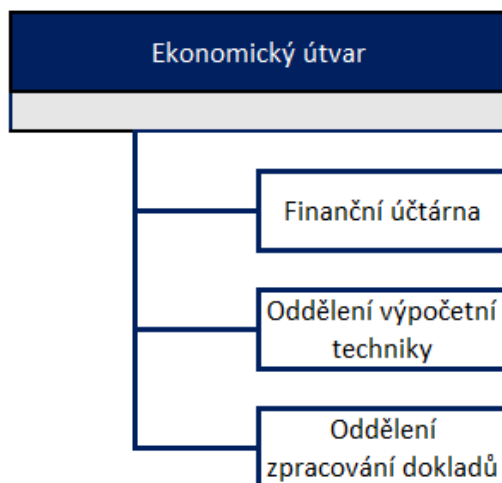 Ekonomický útvar
Finanční účtárna
Oddělení výpočetní
techniky
Oddělení
zpracování dokladů